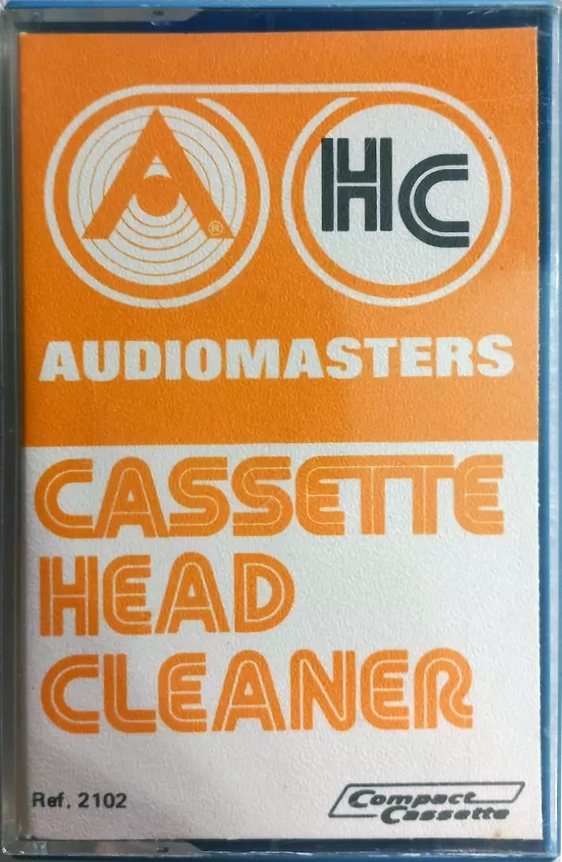 A®
HC
AUDIOMASTERS
CASSETTE
HEAD
CLEANER
Ref. 2102
Compact
Cassette